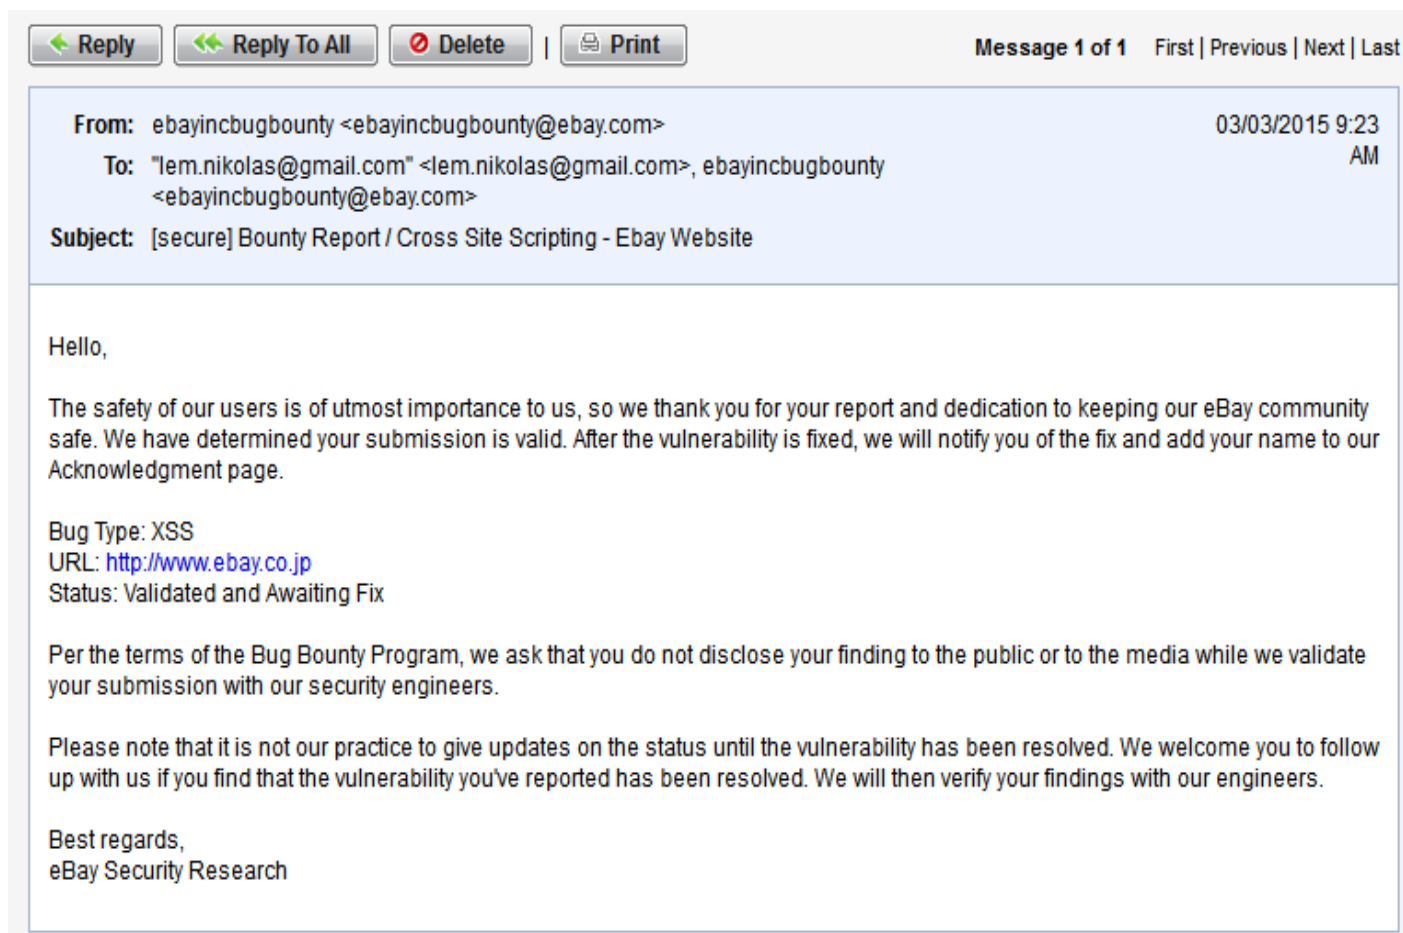 Reply Reply To All Delete | Print Message 1 of 1 First | Previous | Next | Last
From: ebayincbugbounty <ebayincbugbounty@ebay.com> 03/03/2015 9:23
AM
To: "lem.nikolas@gmail.com" <lem.nikolas@gmail.com>, ebayincbugbounty
<ebayincbugbounty@ebay.com>
Subject: [secure] Bounty Report / Cross Site Scripting - Ebay Website
Hello,
The safety of our users is of utmost importance to us, so we thank you for your report and dedication to keeping our eBay community
safe. We have determined your submission is valid. After the vulnerability is fixed, we will notify you of the fix and add your name to our
Acknowledgment page.
Bug Type: XSS
URL: http://www.ebay.co.jp
Status: Validated and Awaiting Fix
Per the terms of the Bug Bounty Program, we ask that you do not disclose your finding to the public or to the media while we validate
your submission with our security engineers.
Please note that it is not our practice to give updates on the status until the vulnerability has been resolved. We welcome you to follow
up with us if you find that the vulnerability you've reported has been resolved. We will then verify your findings with our engineers.
Best regards,
eBay Security Research